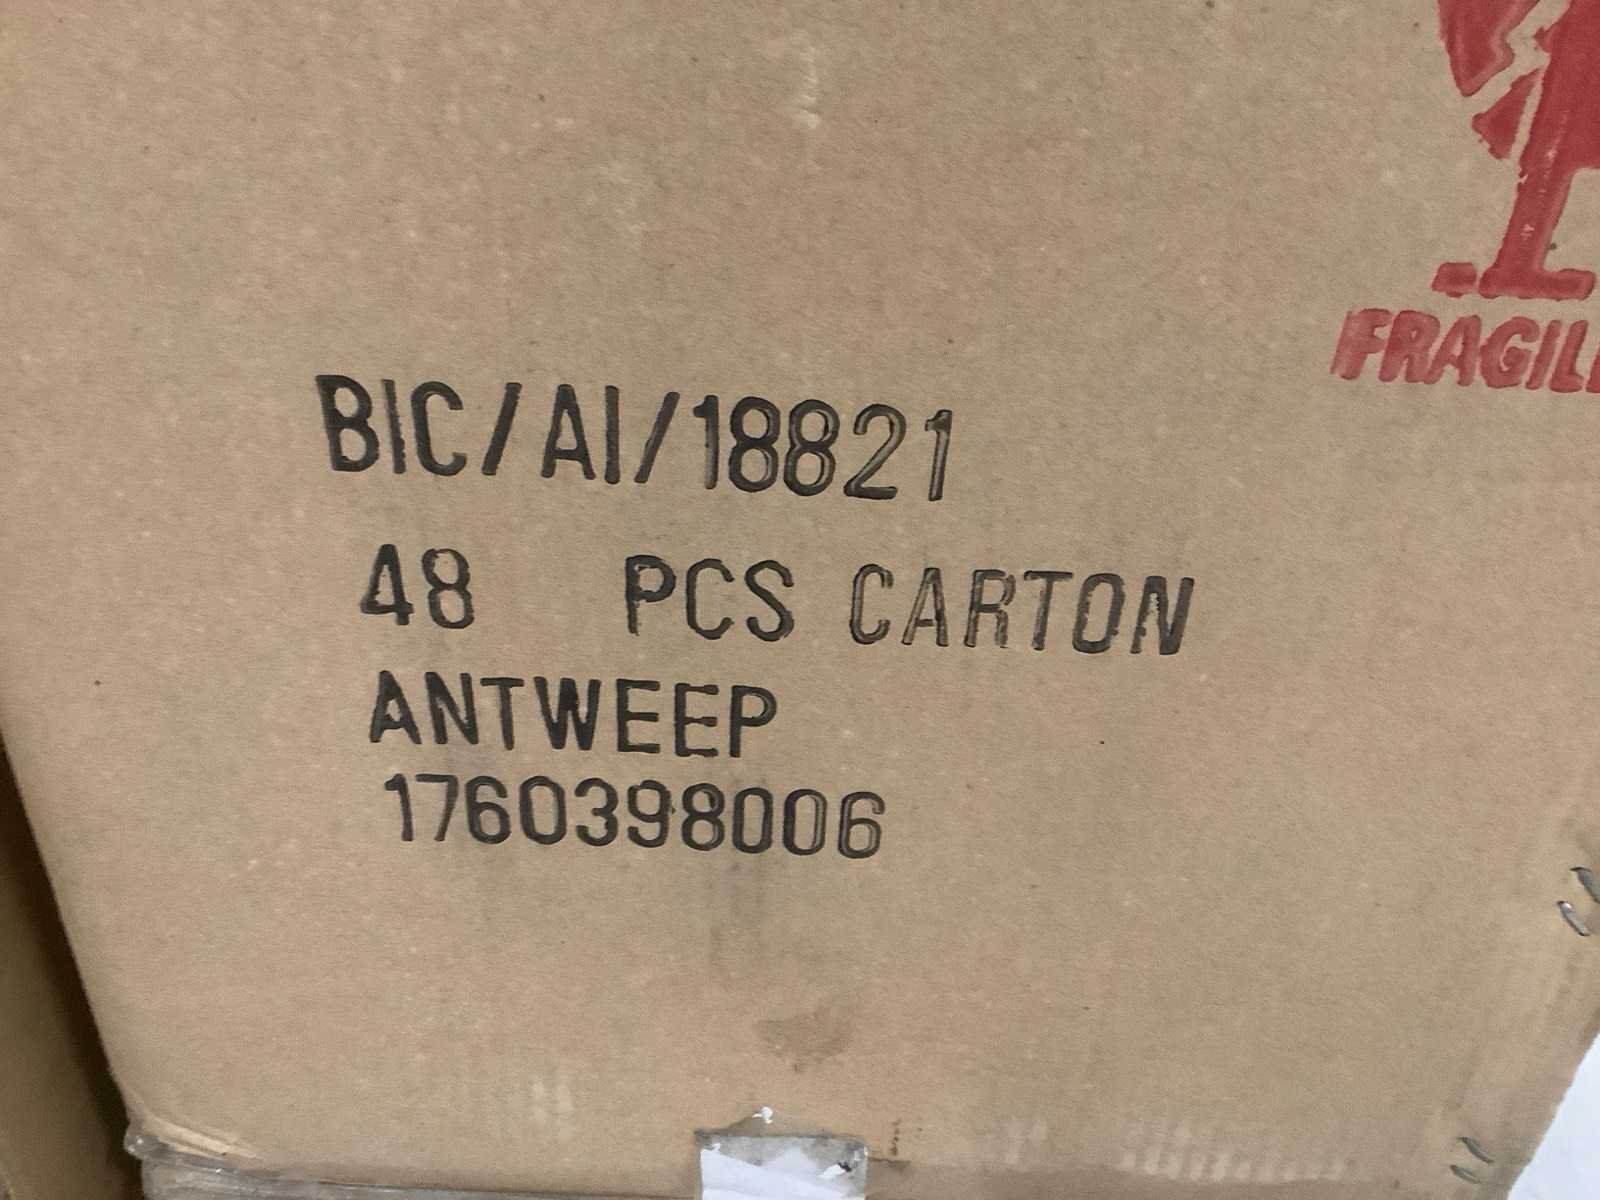 FRAGIL
BIC/AI/18821
48 PCS CARTON
ANTWEEP
1760398006